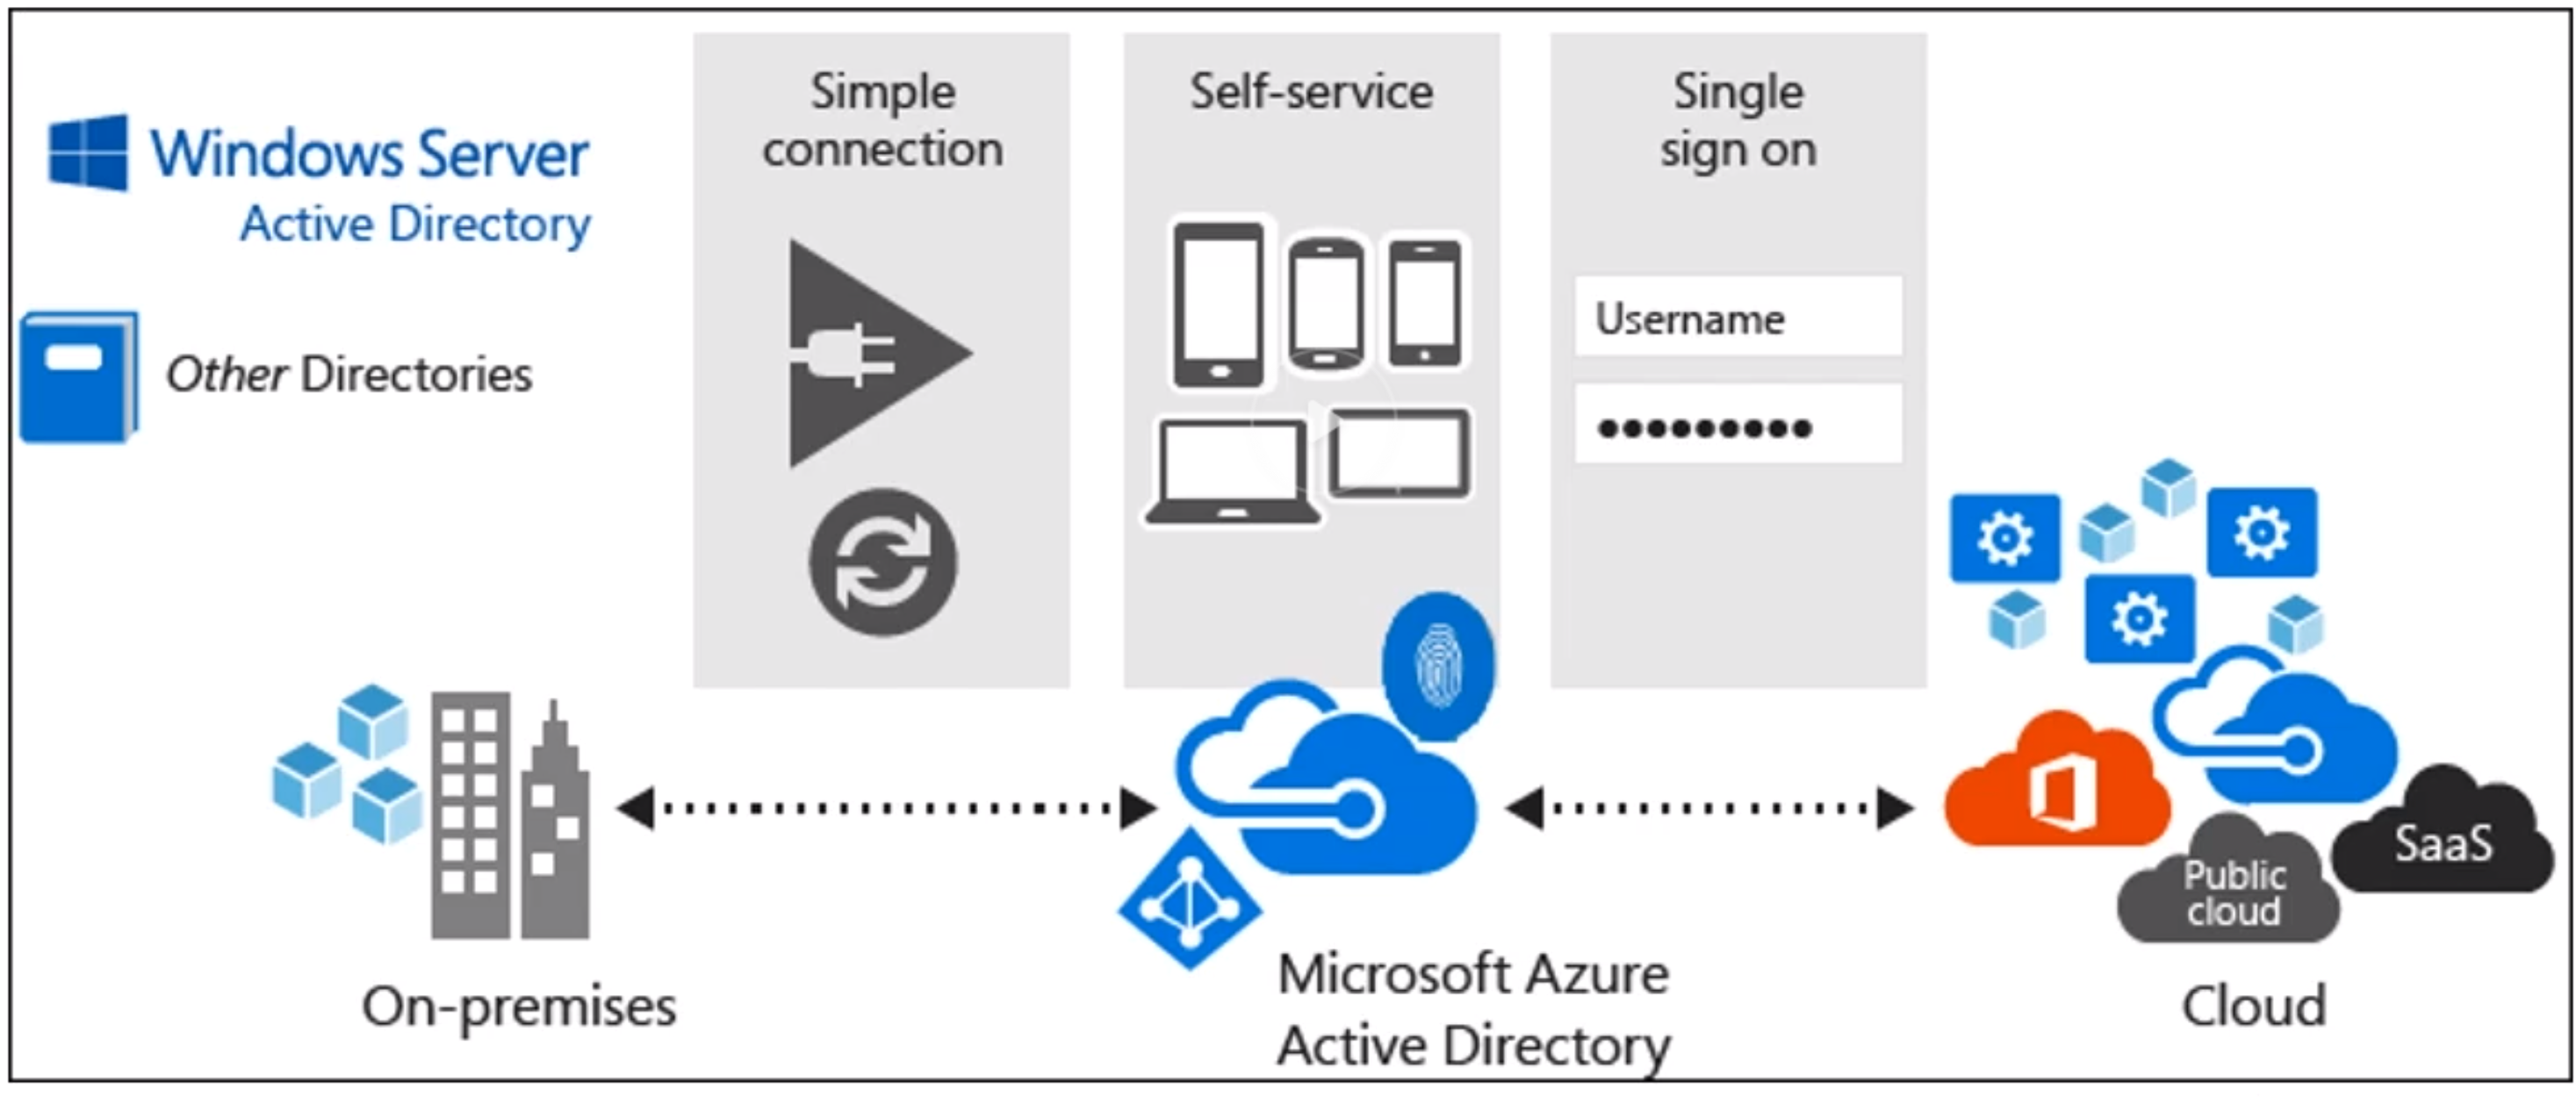 Windows Server
Active Directory
Other Directories
On-premises
Simple
connection
Self-service
Single
sign on
Username
Microsoft Azure
Active Directory
Public
cloud
SaaS
Cloud